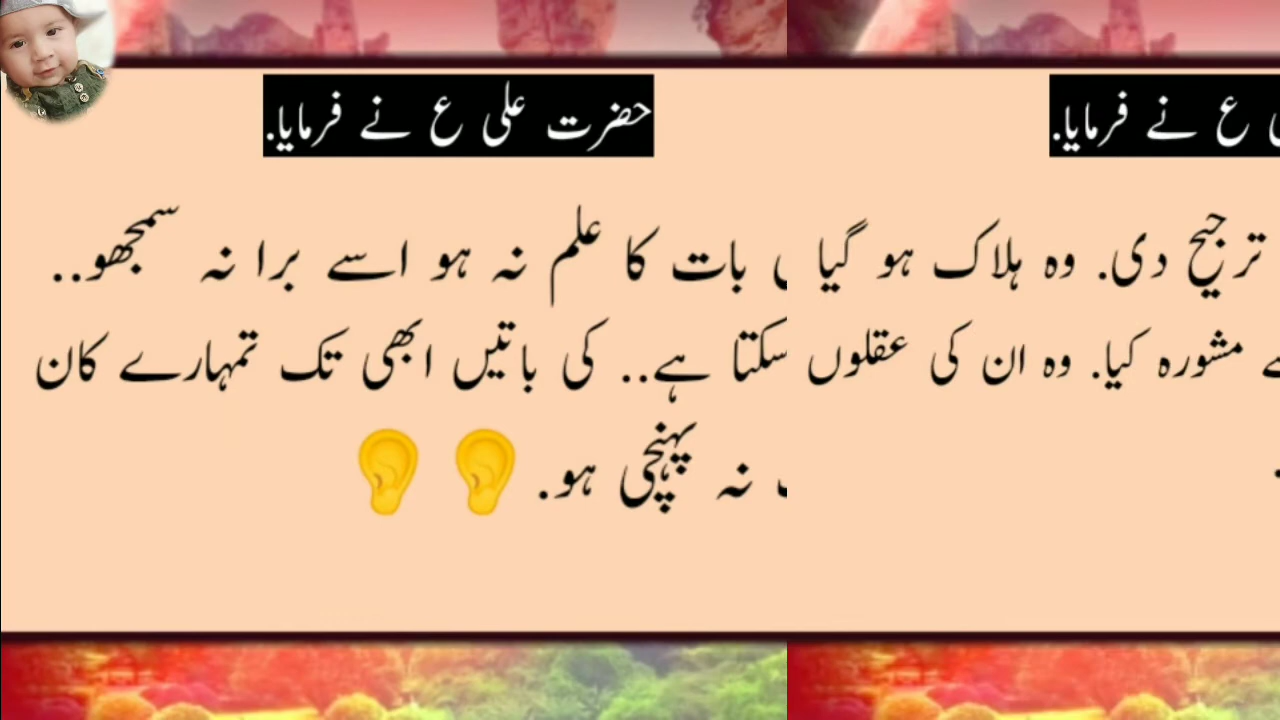 حضرت علی ع نے فرمایا.
بات کا علم نہ ہو اسے برا نہ سمجھو..
سکتا ہے.. کی باتیں ابھی تک تمہارے کان
نہ پہنچی ہو. 👂 👂
ع نے فرمایا.
ترجیح دی. وہ ہلاک ہو گیا
مشورہ کیا. وہ ان کی عقلوں